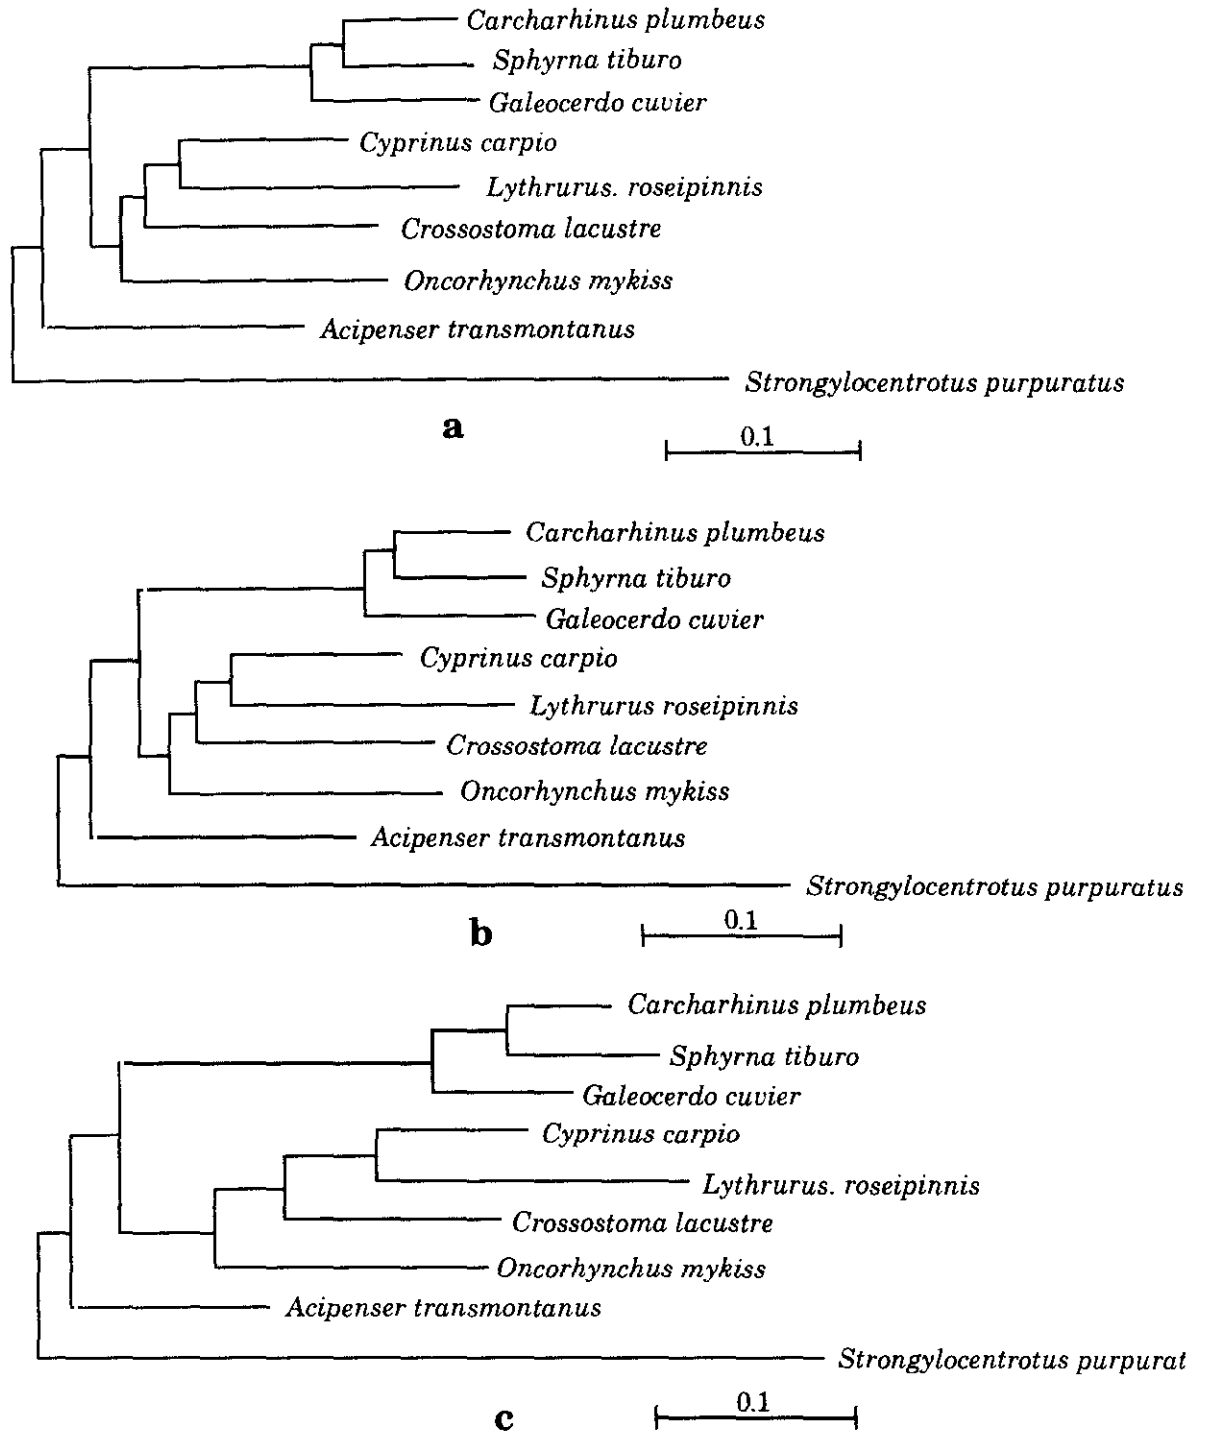 Carcharhinus plumbeus
Sphyrna tiburo
Galeocerdo cuvier
Cyprinus carpio
Lythrurus. roseipinnis
Crossostoma lacustre
Oncorhynchus mykiss
Acipenser transmontanus
Strongylocentrotus purpuratus
a
0.1
Carcharhinus plumbeus
Sphyrna tiburo
Galeocerdo cuvier
Cyprinus carpio
Lythrurus roseipinnis
Crossostoma lacustre
Oncorhynchus mykiss
Acipenser transmontanus
Strongylocentrotus purpuratus
b
0.1
Carcharhinus plumbeus
Sphyrna tiburo
Galeocerdo cuvier
Cyprinus carpio
Lythrurus. roseipinnis
Crossostoma lacustre
Oncorhynchus mykiss
Acipenser transmontanus
Strongylocentrotus purpurat
c
0.1